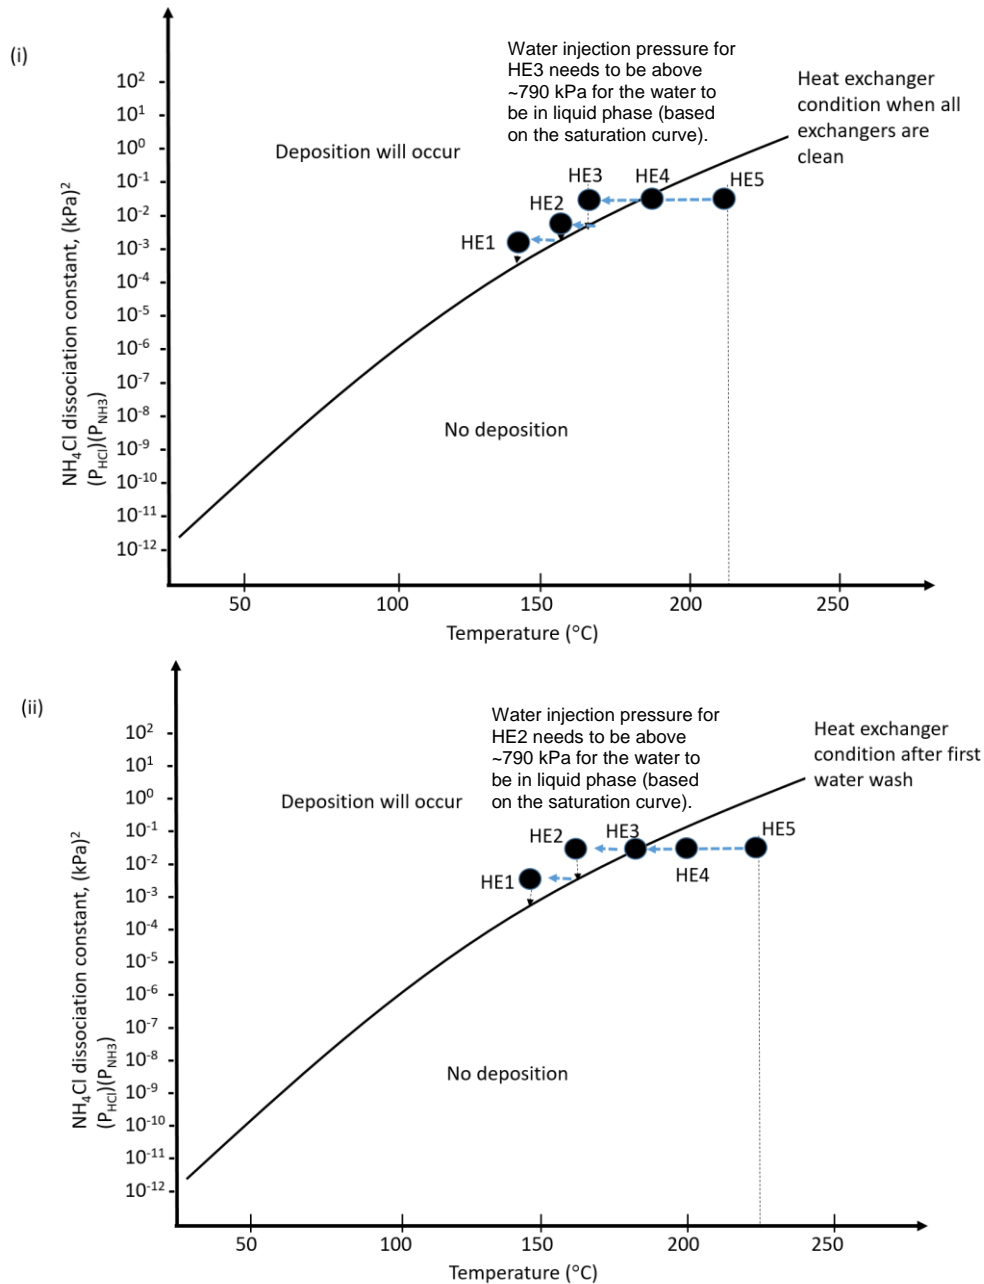 (i)
Water injection pressure for
HE3 needs to be above
~790 kPa for the water to
be in liquid phase (based
on the saturation curve).
Heat exchanger
condition when all
exchangers are
clean
Deposition will occur
10²
10¹
10⁰
10⁻¹
10⁻²
10⁻³
10⁻⁴
10⁻⁵
10⁻⁶
10⁻⁷
10⁻⁸
10⁻⁹
10⁻¹⁰
10⁻¹¹
10⁻¹²
NH₄Cl dissociation constant, (kPa)²
(P_HCl)(P_NH3)
HE3
HE4
HE5
HE2
HE1
No deposition
50
100
150
200
250
Temperature (°C)
(ii)
Water injection pressure for
HE2 needs to be above
~790 kPa for the water to
be in liquid phase (based
on the saturation curve).
Heat exchanger
condition after first
water wash
Deposition will occur
10²
10¹
10⁰
10⁻¹
10⁻²
10⁻³
10⁻⁴
10⁻⁵
10⁻⁶
10⁻⁷
10⁻⁸
10⁻⁹
10⁻¹⁰
10⁻¹¹
10⁻¹²
NH₄Cl dissociation constant, (kPa)²
(P_HCl)(P_NH3)
HE2
HE3
HE5
HE4
HE1
No deposition
50
100
150
200
250
Temperature (°C)